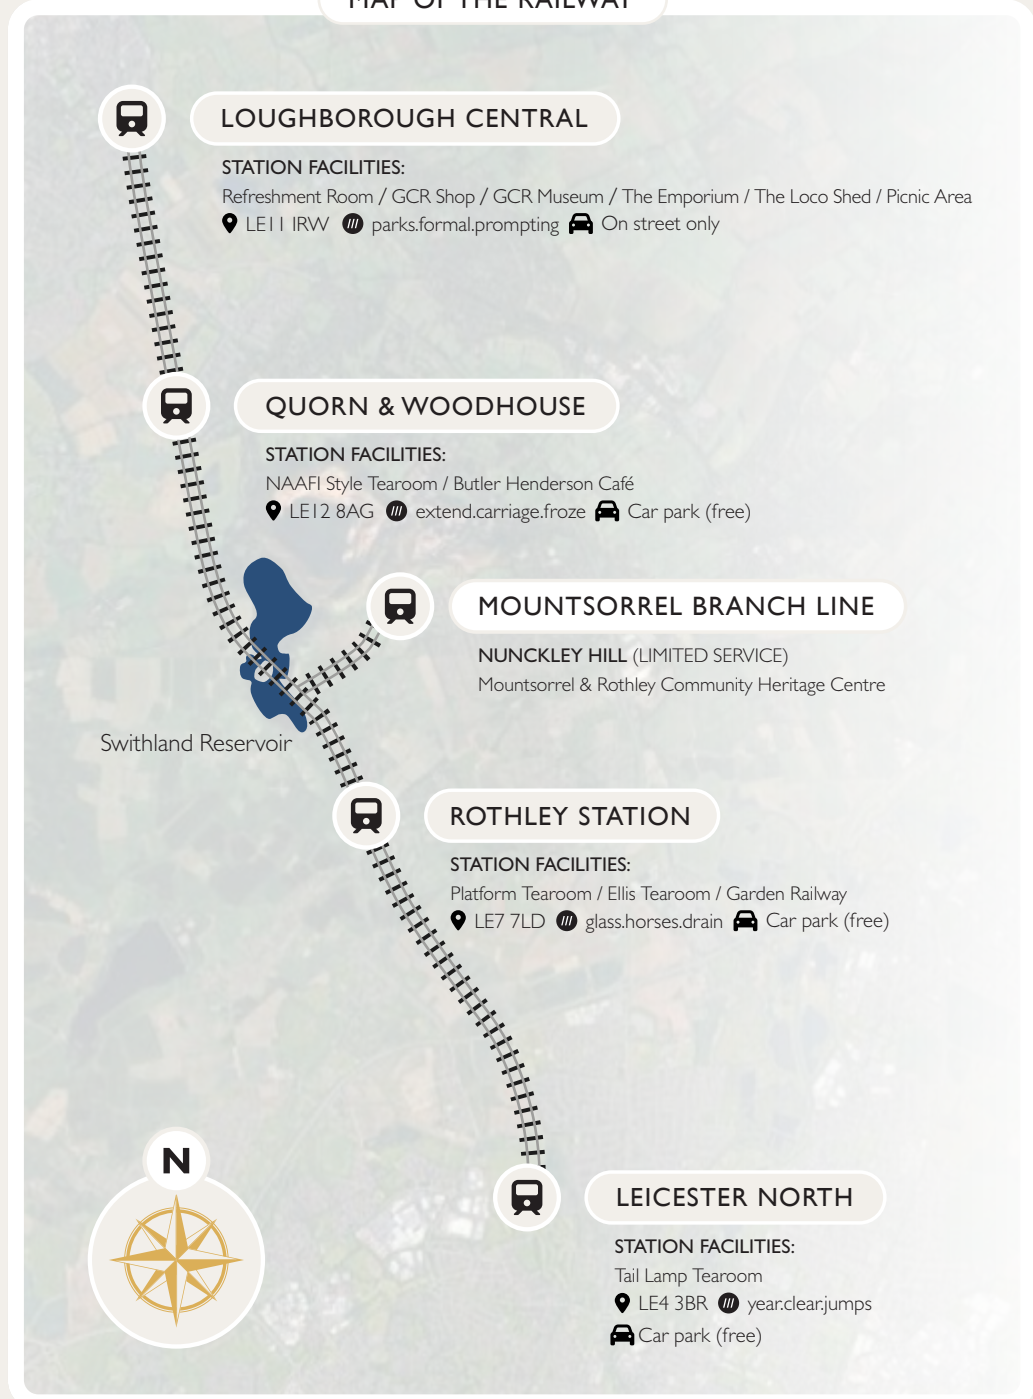 MAP OF THE RAILWAY
LOUGHBOROUGH CENTRAL
STATION FACILITIES:
Refreshment Room / GCR Shop / GCR Museum / The Emporium / The Loco Shed / Picnic Area
LE11 1RW /// parks.formal.prompting On street only
QUORN & WOODHOUSE
STATION FACILITIES:
NAAFI Style Tearoom / Butler Henderson Café
LE12 8AG /// extend.carriage.froze Car park (free)
MOUNTSORREL BRANCH LINE
NUNCKLEY HILL (LIMITED SERVICE)
Mountsorrel & Rothley Community Heritage Centre
Swithland Reservoir
ROTHLEY STATION
STATION FACILITIES:
Platform Tearoom / Ellis Tearoom / Garden Railway
LE7 7LD /// glass.horses.drain Car park (free)
N
LEICESTER NORTH
STATION FACILITIES:
Tail Lamp Tearoom
LE4 3BR /// year.clear.jumps
Car park (free)